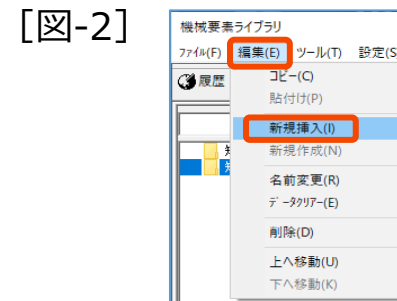 [図-2]
機械要素ライブラリ
ファイル(F) 編集(E) ツール(T) 設定(S
履歴
コピー(C)
貼付け(P)
新規挿入(I)
新規作成(N)
名前変更(R)
データクリアー(E)
削除(D)
上へ移動(U)
下へ移動(K)